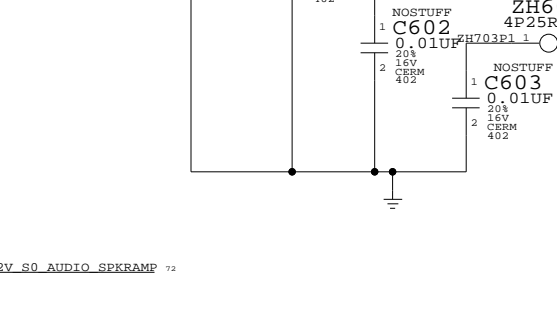 NOSTUFF
1 C602
0.01UF
20%
16V
2 CERM
402
ZH6
4P25R
ZH703P1 1
NOSTUFF
1 C603
0.01UF
20%
16V
2 CERM
402
2V_S0_AUDIO_SPKRAMP 72